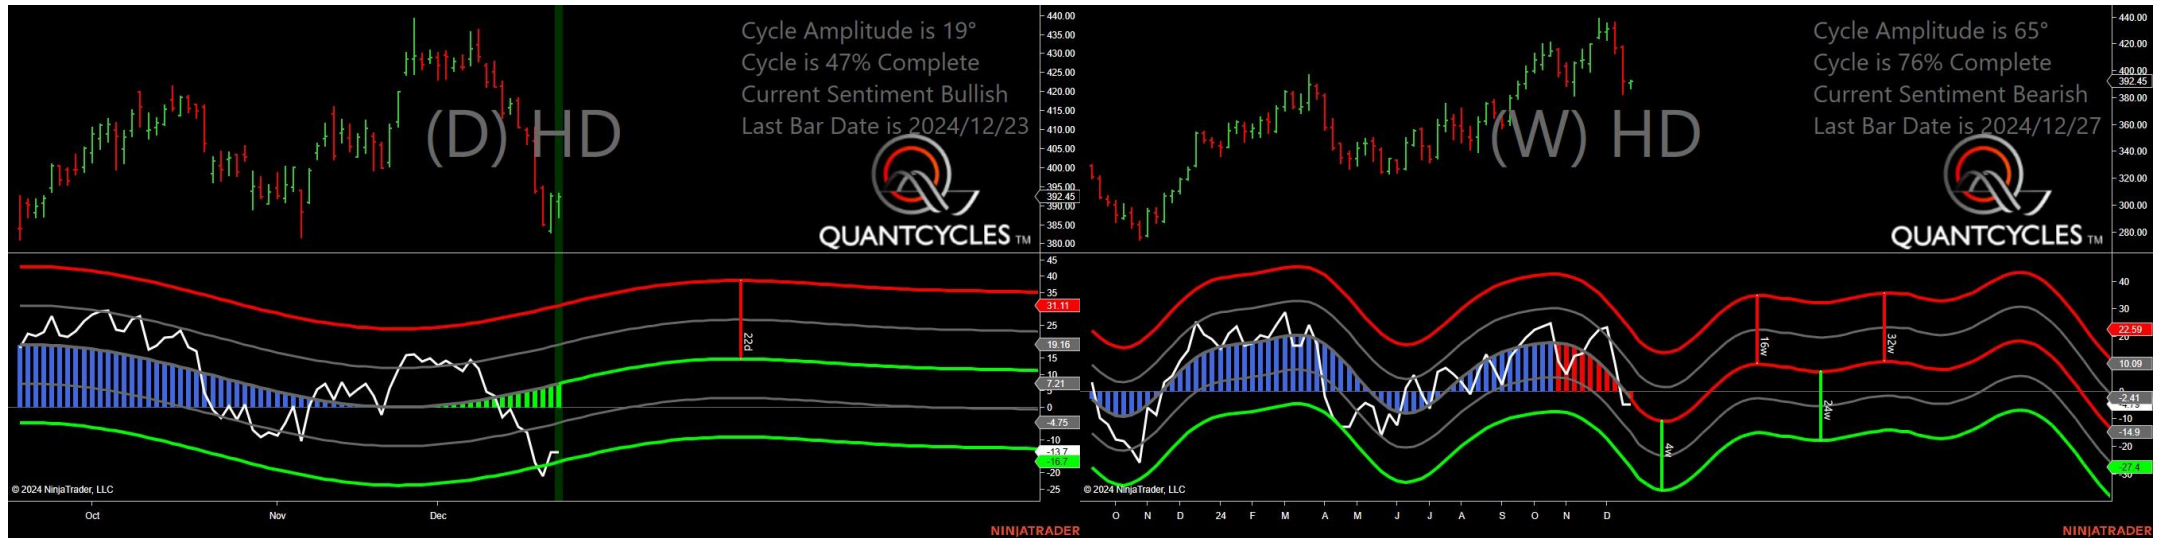 Cycle Amplitude is 19°
Cycle is 47% Complete
Current Sentiment Bullish
Last Bar Date is 2024/12/23
(D) HD
QUANTCYCLES TM
440.00
435.00
430.00
425.00
420.00
415.00
410.00
405.00
400.00
395.00
392.45
390.00
385.00
380.00
45
40
35
31.11
25
19.16
15
10
7.21
0
-4.75
-10
-13.7
-16.7
-20
-25
22d
© 2024 NinjaTrader, LLC
Oct Nov Dec
NINJATRADER
Cycle Amplitude is 65°
Cycle is 76% Complete
Current Sentiment Bearish
Last Bar Date is 2024/12/27
(W) HD
QUANTCYCLES TM
440.00
420.00
400.00
392.45
380.00
360.00
340.00
320.00
300.00
280.00
40
30
22.59
20
10.09
0
-2.41
-10
-14.9
-20
-27.4
-30
4w
16w
24w
32w
© 2024 NinjaTrader, LLC
O N D 24 F M A M J J A S O N D
NINJATRADER